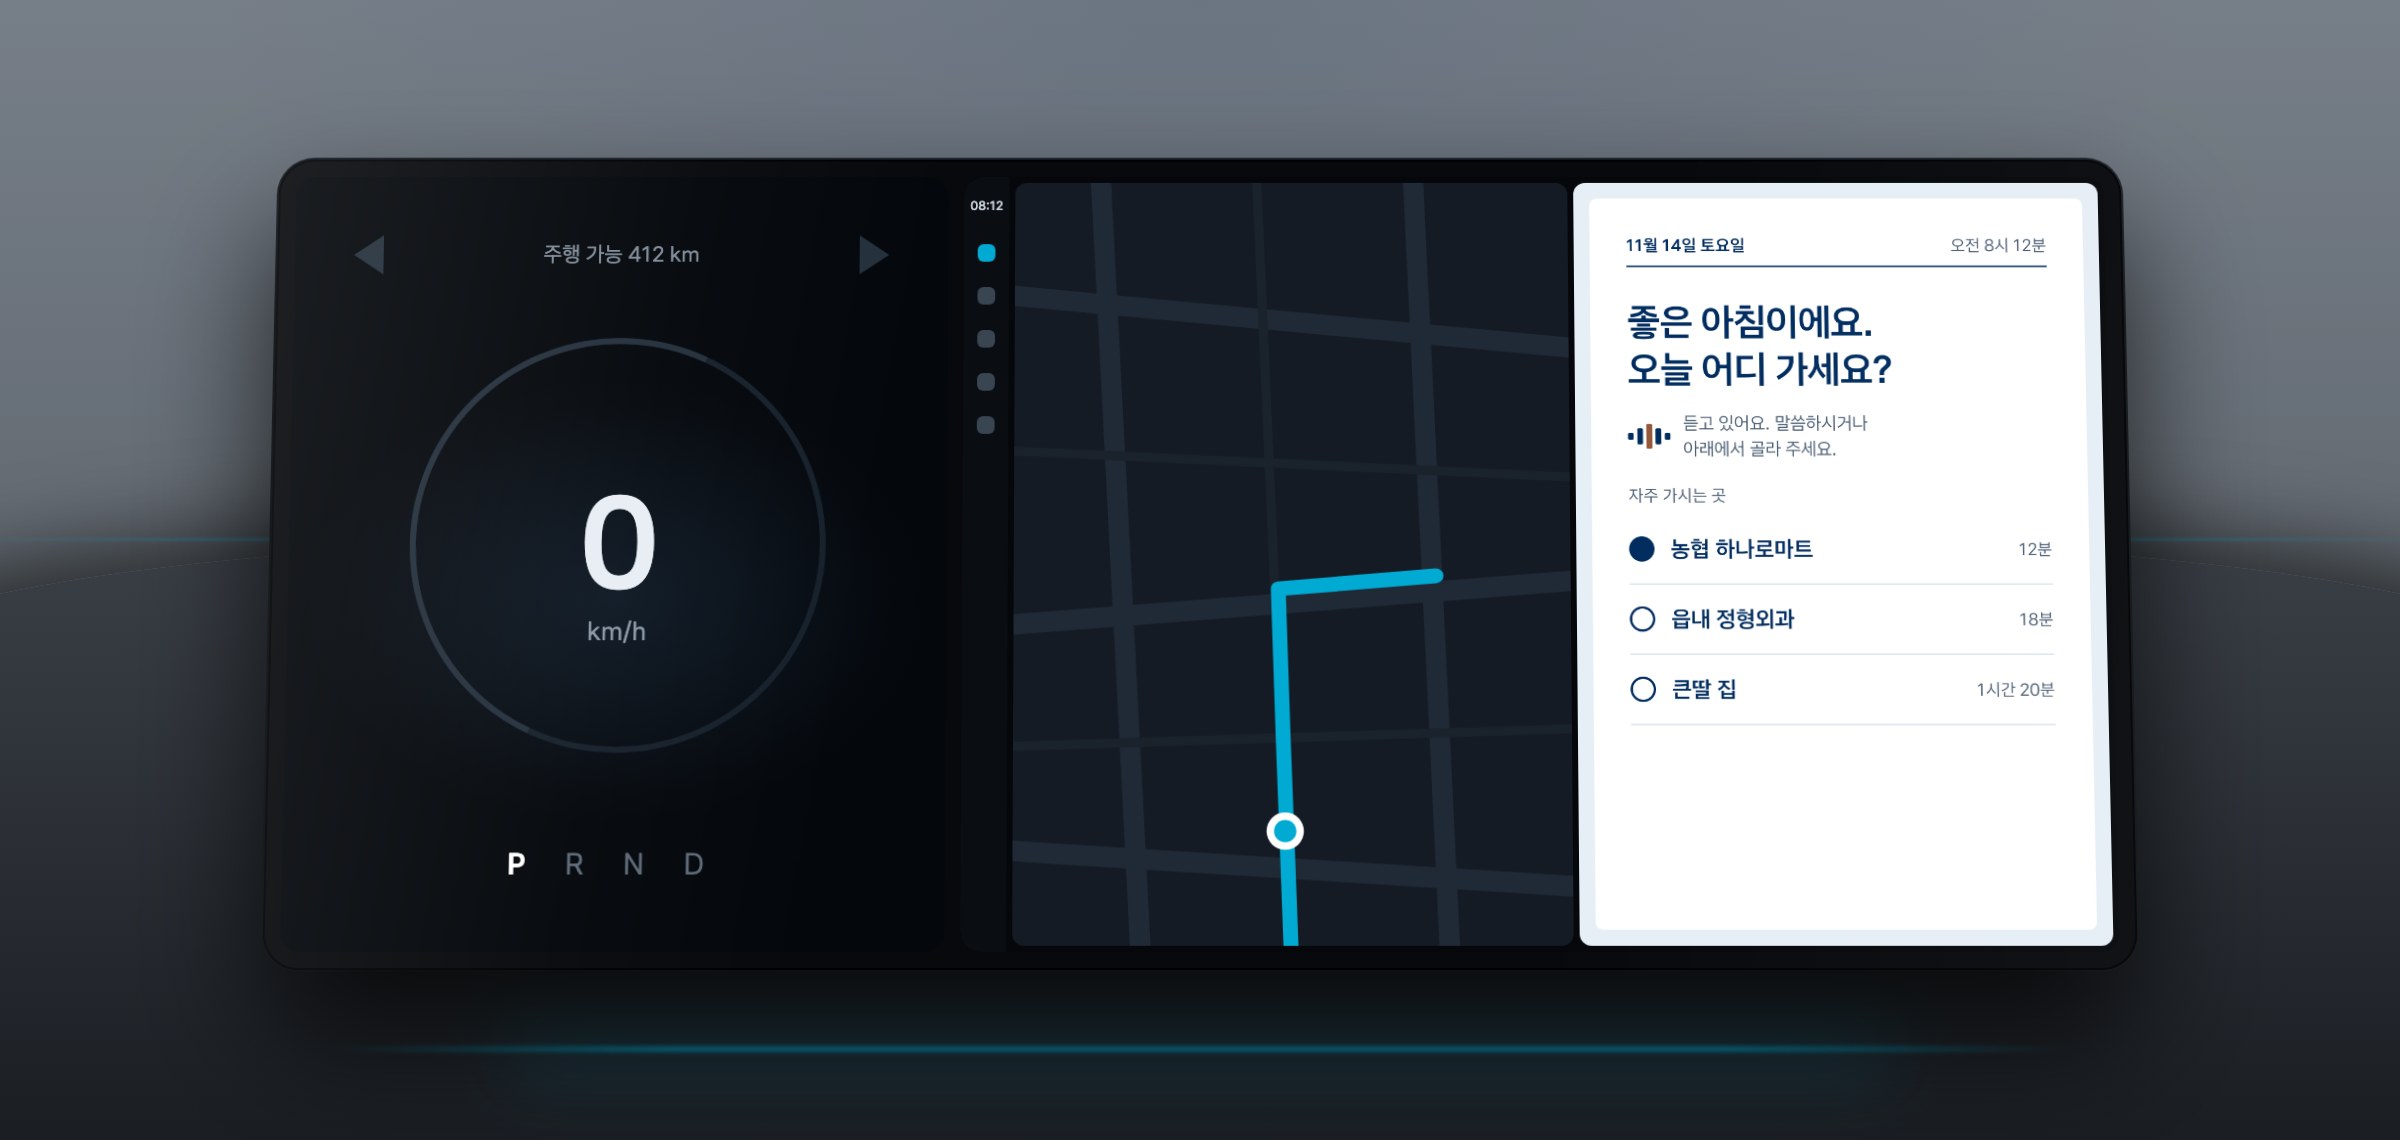 주행 가능 412 km
0
km/h
P R N D
08:12
11월 14일 토요일
오전 8시 12분
좋은 아침이에요.
오늘 어디 가세요?
듣고 있어요. 말씀하시거나
아래에서 골라 주세요.
자주 가시는 곳
농협 하나로마트 12분
읍내 정형외과 18분
큰딸 집 1시간 20분